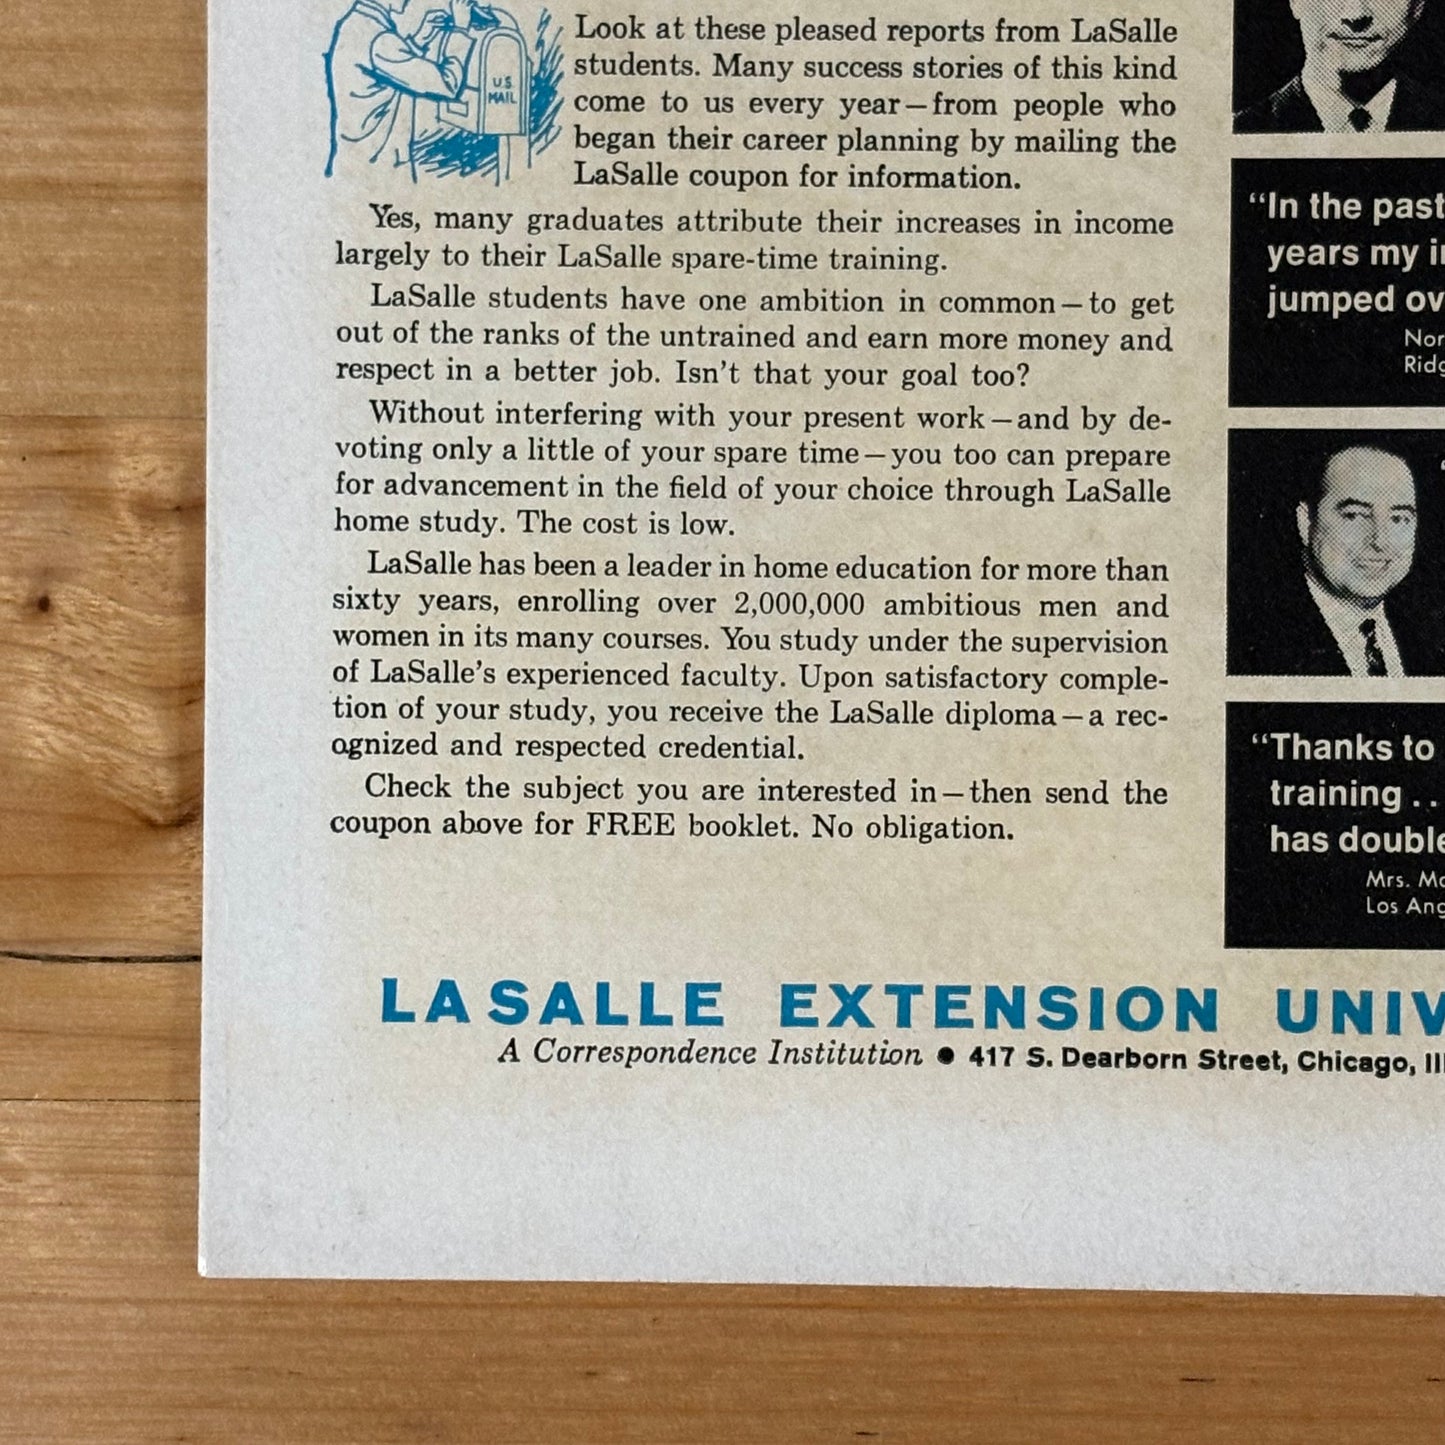 U.S.
MAIL
Look at these pleased reports from LaSalle
students. Many success stories of this kind
come to us every year—from people who
began their career planning by mailing the
LaSalle coupon for information.
Yes, many graduates attribute their increases in income
largely to their LaSalle spare-time training.
LaSalle students have one ambition in common—to get
out of the ranks of the untrained and earn more money and
respect in a better job. Isn't that your goal too?
Without interfering with your present work—and by de-
voting only a little of your spare time—you too can prepare
for advancement in the field of your choice through LaSalle
home study. The cost is low.
LaSalle has been a leader in home education for more than
sixty years, enrolling over 2,000,000 ambitious men and
women in its many courses. You study under the supervision
of LaSalle's experienced faculty. Upon satisfactory comple-
tion of your study, you receive the LaSalle diploma—a rec-
ognized and respected credential.
Check the subject you are interested in—then send the
coupon above for FREE booklet. No obligation.
"In the past
years my
jumped
"Thanks to
training . .
has
Mrs.
Los
LA SALLE EXTENSION
A Correspondence Institution ● 417 S. Dearborn Street, Chicago,